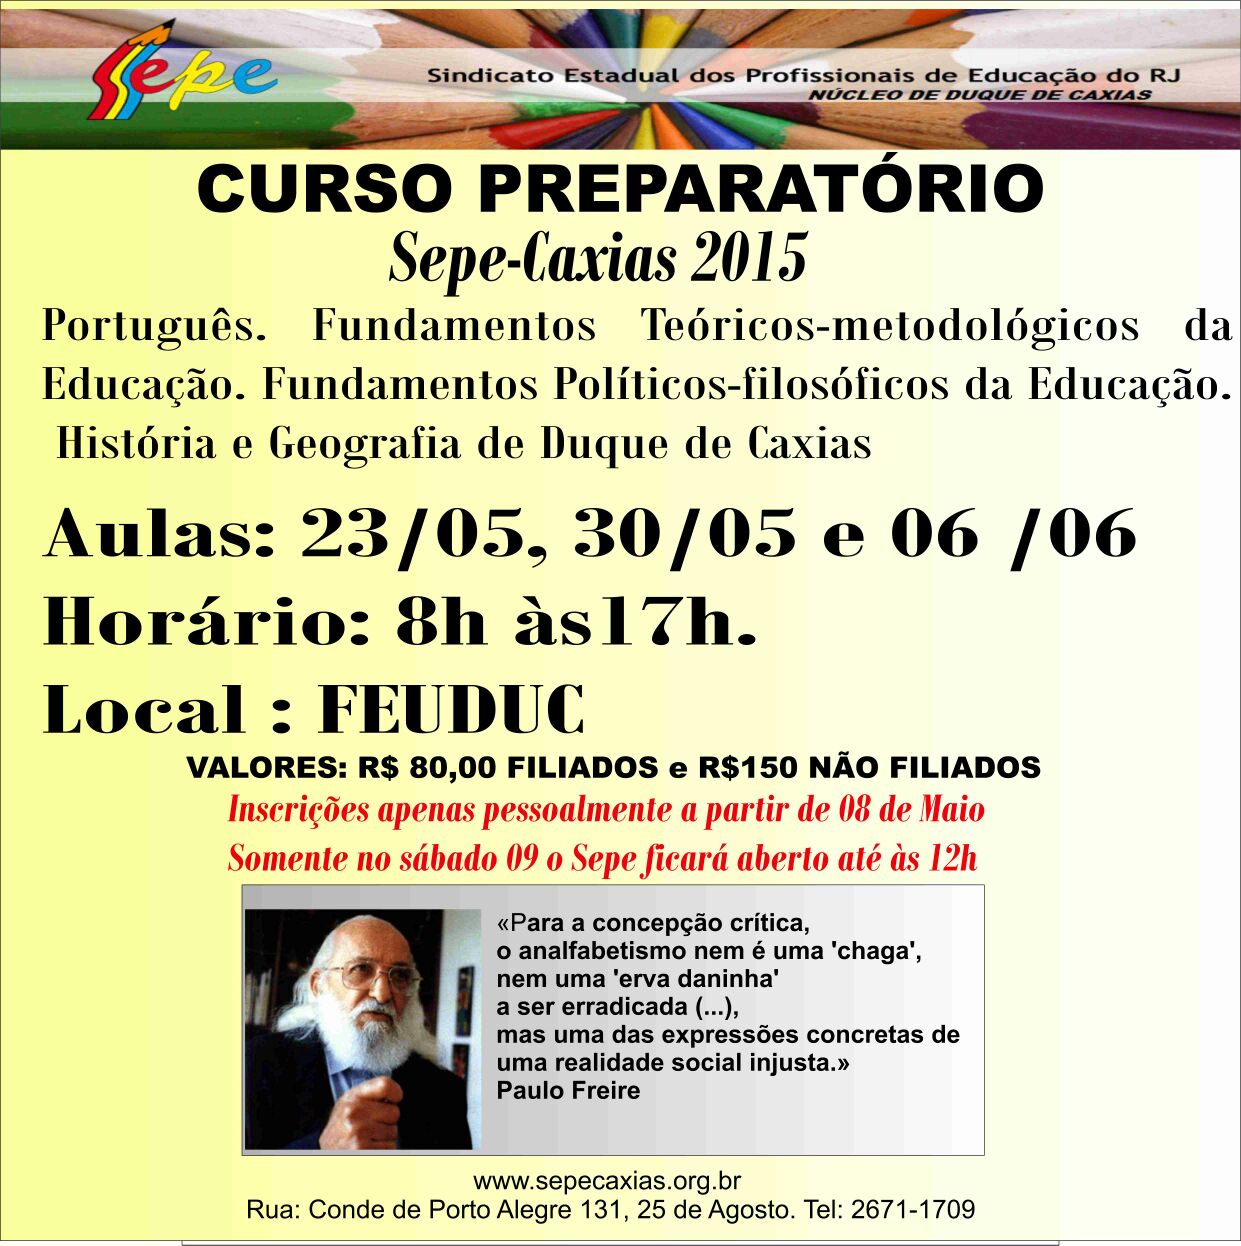 Sepe
Sindicato Estadual dos Profissionais de Educação do RJ
NÚCLEO DE DUQUE DE CAXIAS
CURSO PREPARATÓRIO
Sepe-Caxias 2015
Português. Fundamentos Teóricos-metodológicos da
Educação. Fundamentos Políticos-filosóficos da Educação.
História e Geografia de Duque de Caxias
Aulas: 23/05, 30/05 e 06 /06
Horário: 8h às17h.
Local : FEUDUC
VALORES: R$ 80,00 FILIADOS e R$150 NÃO FILIADOS
Inscrições apenas pessoalmente a partir de 08 de Maio
Somente no sábado 09 o Sepe ficará aberto até às 12h
«Para a concepção crítica,
o analfabetismo nem é uma 'chaga',
nem uma 'erva daninha'
a ser erradicada (...),
mas uma das expressões concretas de
uma realidade social injusta.»
Paulo Freire
www.sepecaxias.org.br
Rua: Conde de Porto Alegre 131, 25 de Agosto. Tel: 2671-1709